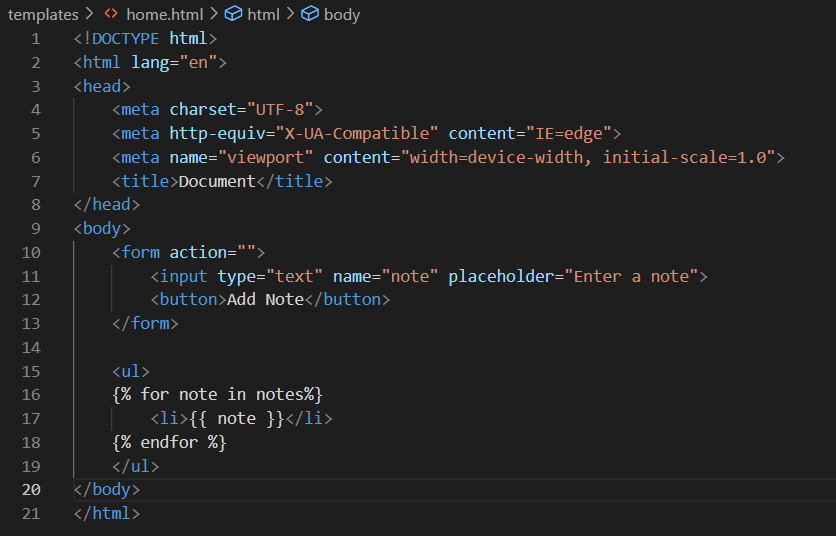 templates > <> home.html > html > body
1 <!DOCTYPE html>
2 <html lang="en">
3 <head>
4     <meta charset="UTF-8">
5     <meta http-equiv="X-UA-Compatible" content="IE=edge">
6     <meta name="viewport" content="width=device-width, initial-scale=1.0">
7     <title>Document</title>
8 </head>
9 <body>
10     <form action="">
11         <input type="text" name="note" placeholder="Enter a note">
12         <button>Add Note</button>
13     </form>
14
15     <ul>
16     {% for note in notes%}
17         <li>{{ note }}</li>
18     {% endfor %}
19     </ul>
20 </body>
21 </html>